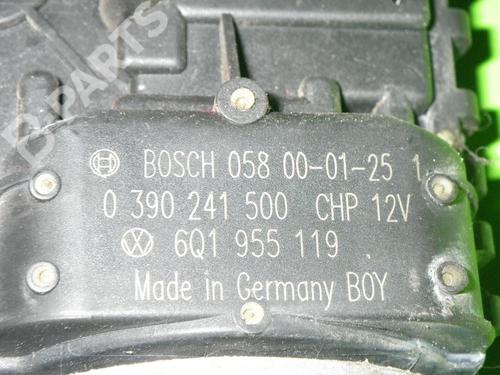 B-PARTS
BOSCH 058 00-01-25 1
0 390 241 500 CHP 12V
6Q1 955 119
Made in Germany BOY